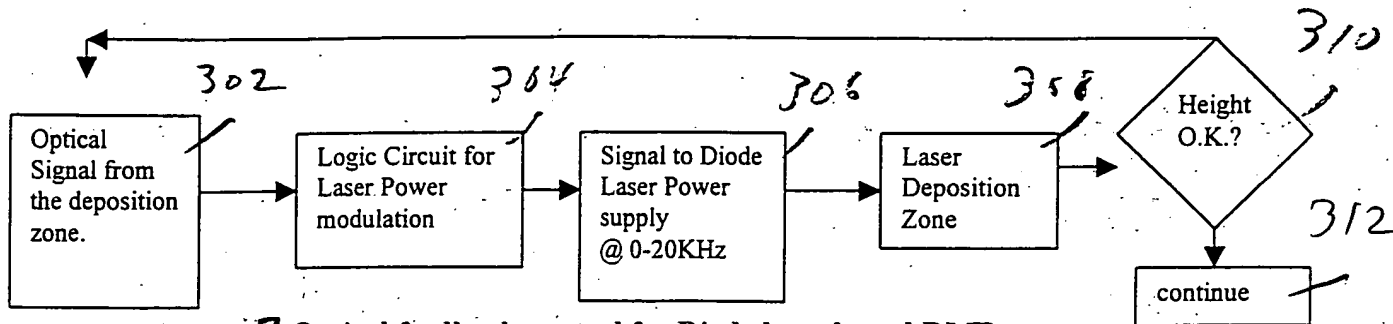 310
302
304
306
358
Height
O.K.?
Optical
Signal from
the deposition
zone.
Logic Circuit for
Laser Power
modulation
Signal to Diode
Laser Power
supply
@ 0-20KHz
Laser
Deposition
Zone
312
continue